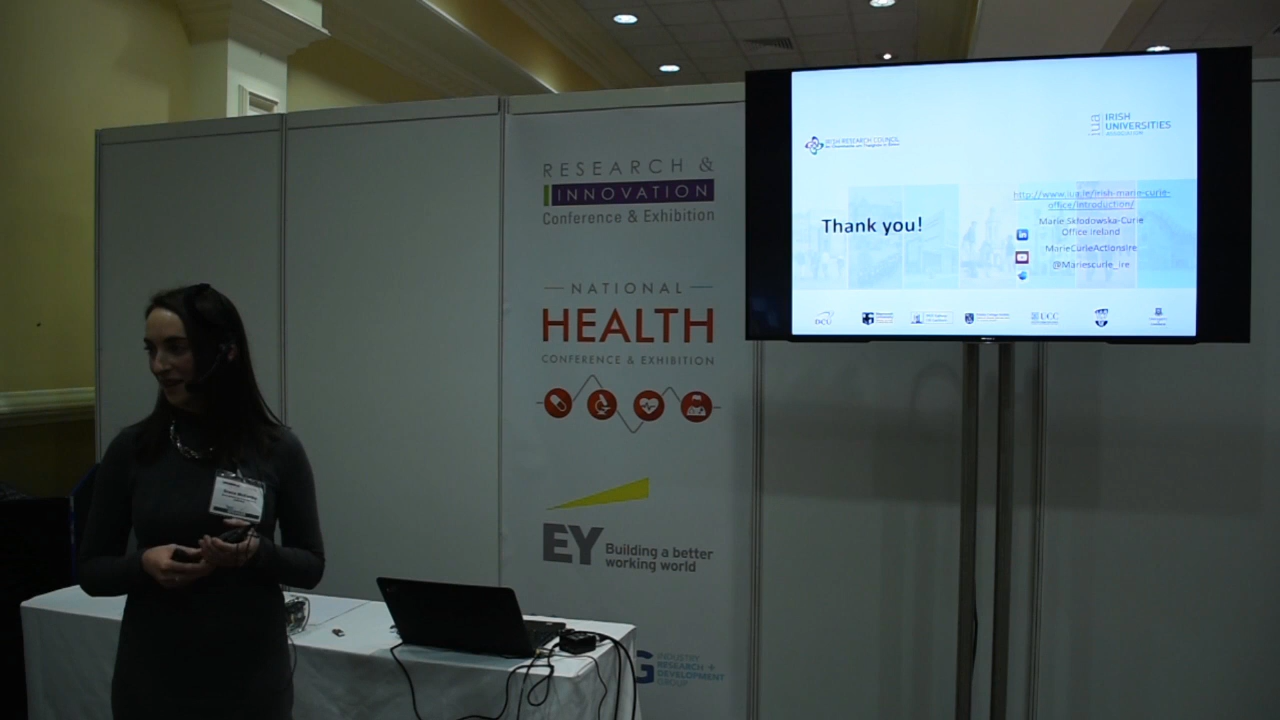 RESEARCH &
INNOVATION
Conference & Exhibition
NATIONAL
HEALTH
CONFERENCE & EXHIBITION
EY
Building a better
working world
INDUSTRY
RESEARCH +
DEVELOPMENT
GROUP
IRISH RESEARCH COUNCIL
iua
IRISH
UNIVERSITIES
ASSOCIATION
Thank you!
http://www.iua.ie/irish-marie-curie-
office/introduction/
Marie Skłodowska-Curie
Office Ireland
in
MarieCurieActionsIre
@Mariescurie_ire
DCU
UCC